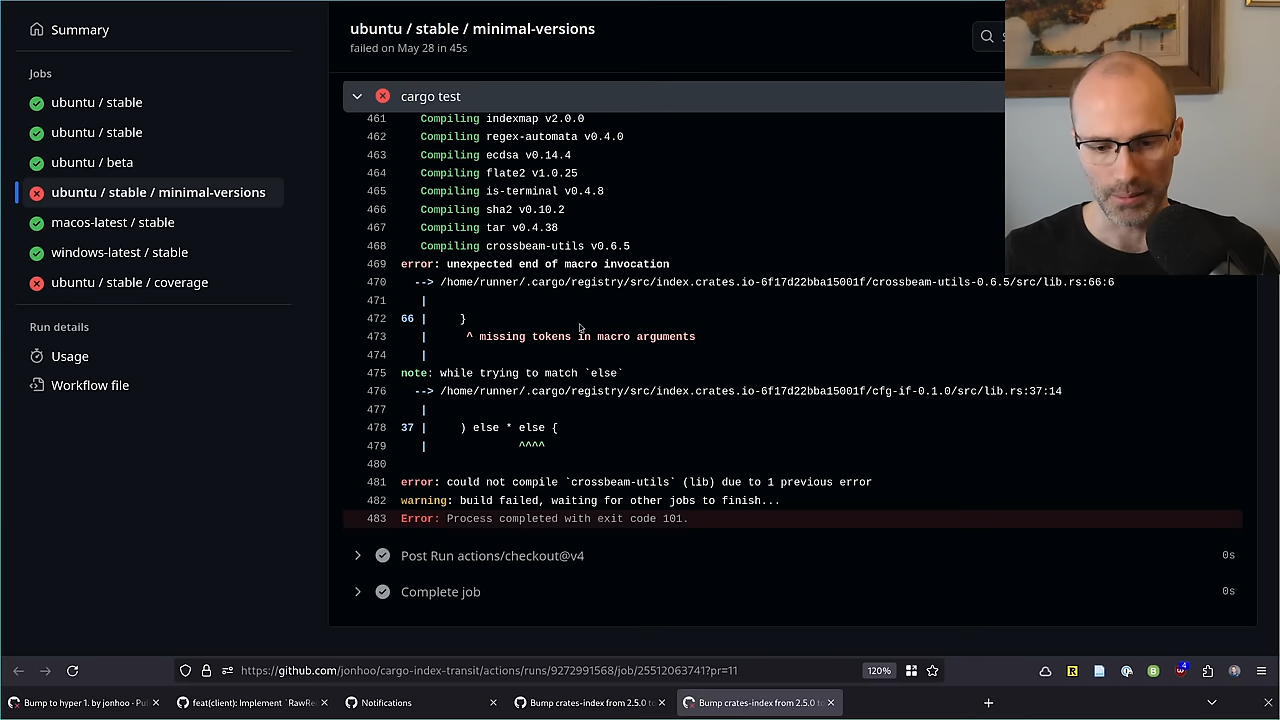 Summary
Jobs
ubuntu / stable
ubuntu / stable
ubuntu / beta
ubuntu / stable / minimal-versions
macos-latest / stable
windows-latest / stable
ubuntu / stable / coverage
Run details
Usage
Workflow file
ubuntu / stable / minimal-versions
failed on May 28 in 45s
S
cargo test
461 Compiling indexmap v2.0.0
462 Compiling regex-automata v0.4.0
463 Compiling ecdsa v0.14.4
464 Compiling flate2 v1.0.25
465 Compiling is-terminal v0.4.8
466 Compiling sha2 v0.10.2
467 Compiling tar v0.4.38
468 Compiling crossbeam-utils v0.6.5
469 error: unexpected end of macro invocation
470 --> /home/runner/.cargo/registry/src/index.crates.io-6f17d22bba15001f/crossbeam-utils-0.6.5/src/lib.rs:66:6
471 |
472 66 | }
473 | ^ missing tokens in macro arguments
474 |
475 note: while trying to match `else`
476 --> /home/runner/.cargo/registry/src/index.crates.io-6f17d22bba15001f/cfg-if-0.1.0/src/lib.rs:37:14
477 |
478 37 | ) else * else {
479 | ^^^^
480
481 error: could not compile `crossbeam-utils` (lib) due to 1 previous error
482 warning: build failed, waiting for other jobs to finish...
483 Error: Process completed with exit code 101.
Post Run actions/checkout@v4 0s
Complete job 0s
https://github.com/jonhoo/cargo-index-transit/actions/runs/9272991568/job/25512063741?pr=11 120% R B 4
Bump to hyper 1. by jonhoo · Pul feat(client): Implement `RawRe Notifications Bump crates-index from 2.5.0 to Bump crates-index from 2.5.0 to